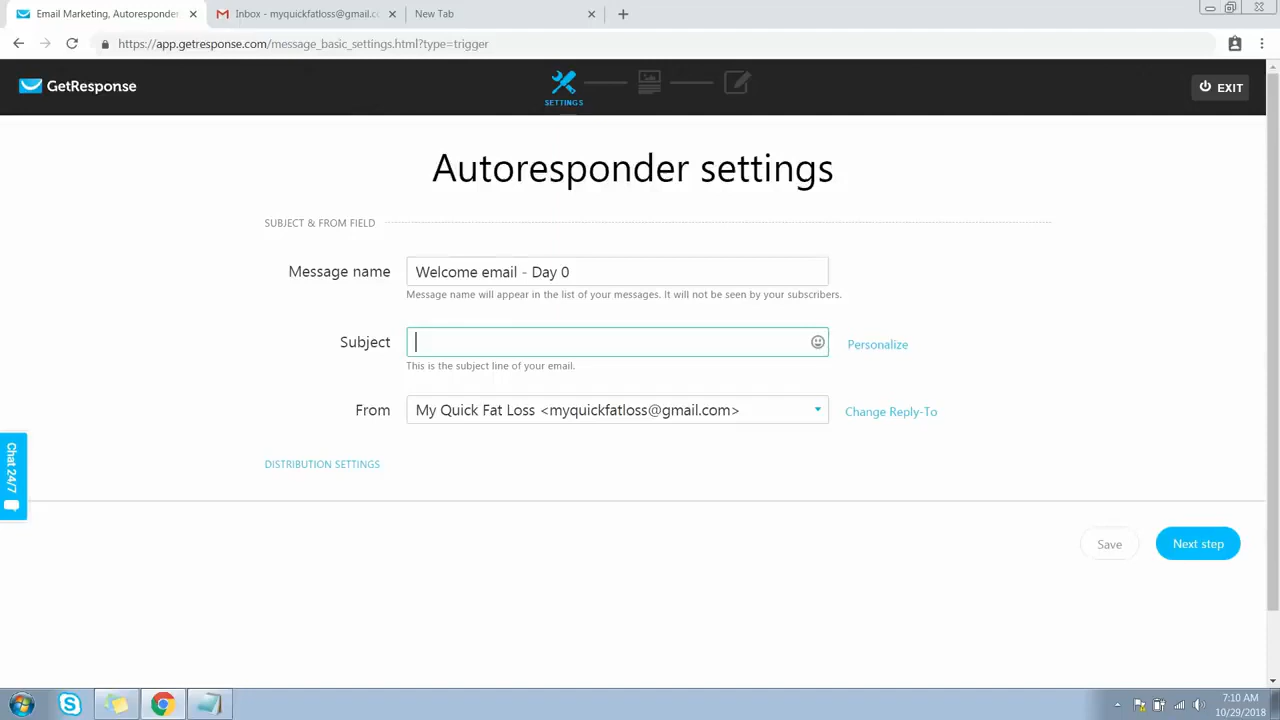 Email Marketing, Autoresponder
Inbox - myquickfatloss@gmail.c
New Tab
https://app.getresponse.com/message_basic_settings.html?type=trigger
GetResponse
SETTINGS
EXIT
Autoresponder settings
SUBJECT & FROM FIELD
Message name
Welcome email - Day 0
Message name will appear in the list of your messages. It will not be seen by your subscribers.
Subject
Personalize
This is the subject line of your email.
From
My Quick Fat Loss <myquickfatloss@gmail.com>
Change Reply-To
Chat 24/7
DISTRIBUTION SETTINGS
Save
Next step
7:10 AM
10/29/2018